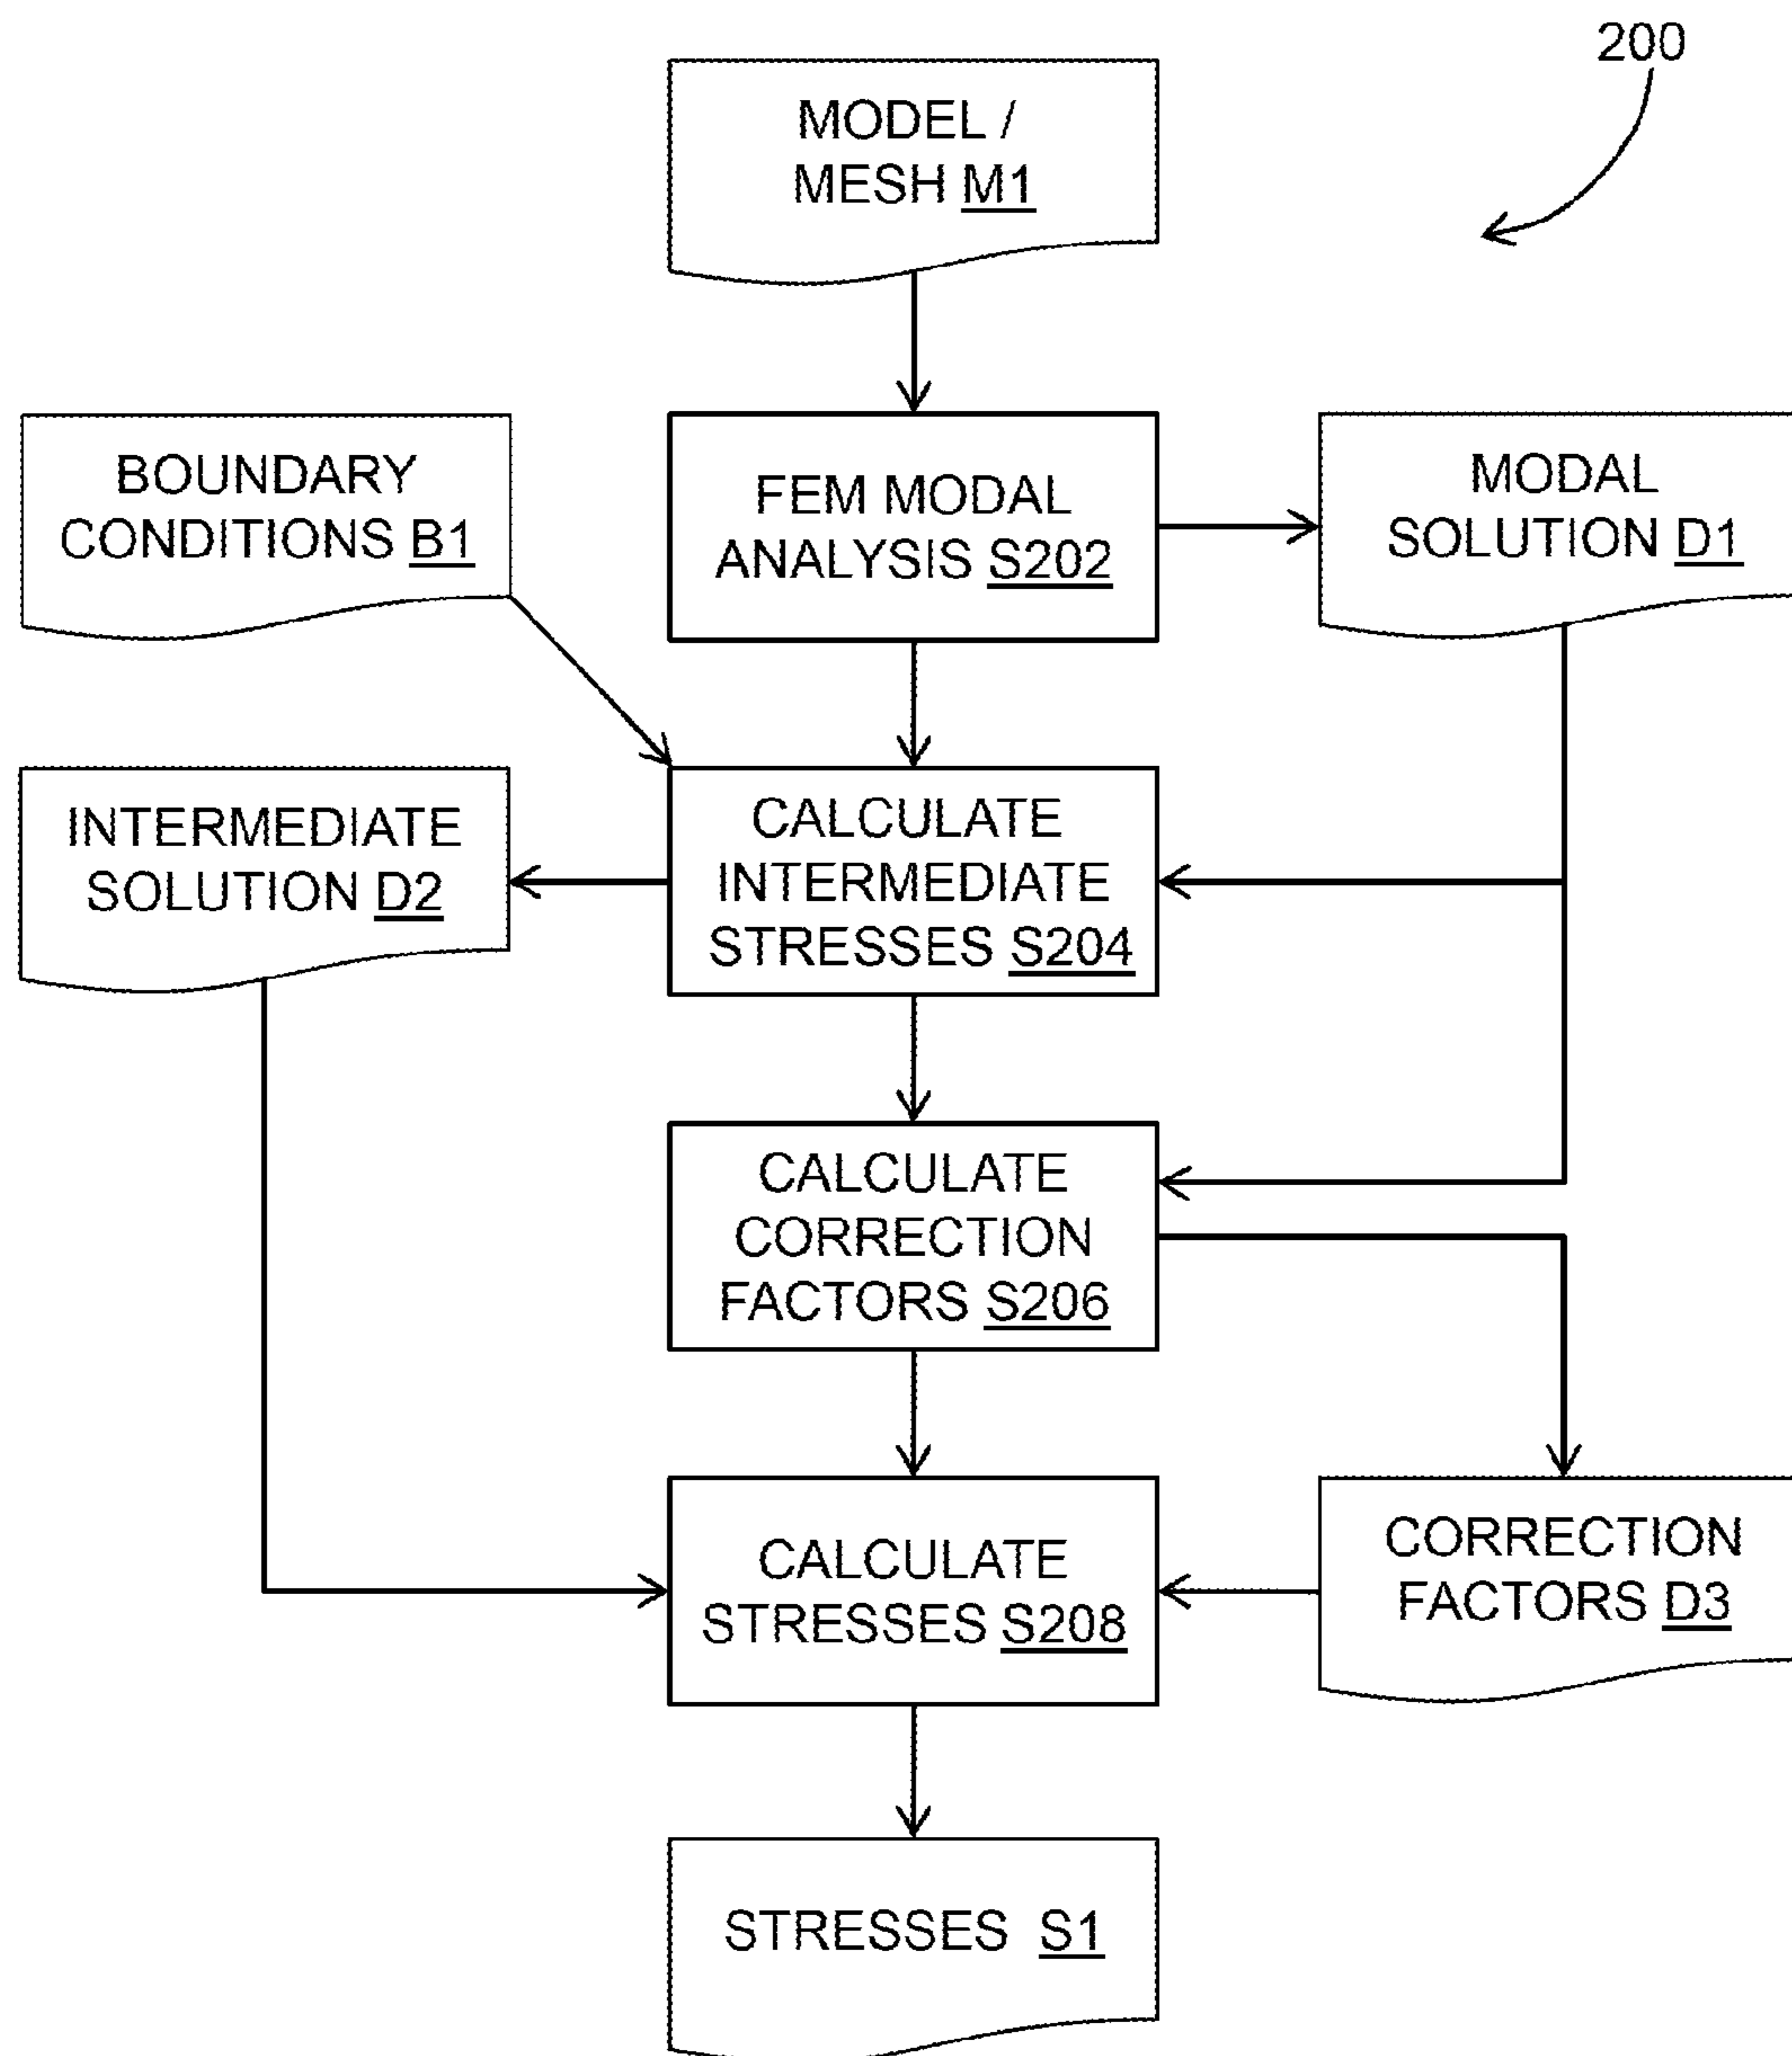 200
MODEL /
MESH M1
BOUNDARY
CONDITIONS B1
FEM MODAL
ANALYSIS S202
MODAL
SOLUTION D1
INTERMEDIATE
SOLUTION D2
CALCULATE
INTERMEDIATE
STRESSES S204
CALCULATE
CORRECTION
FACTORS S206
CALCULATE
STRESSES S208
CORRECTION
FACTORS D3
STRESSES S1